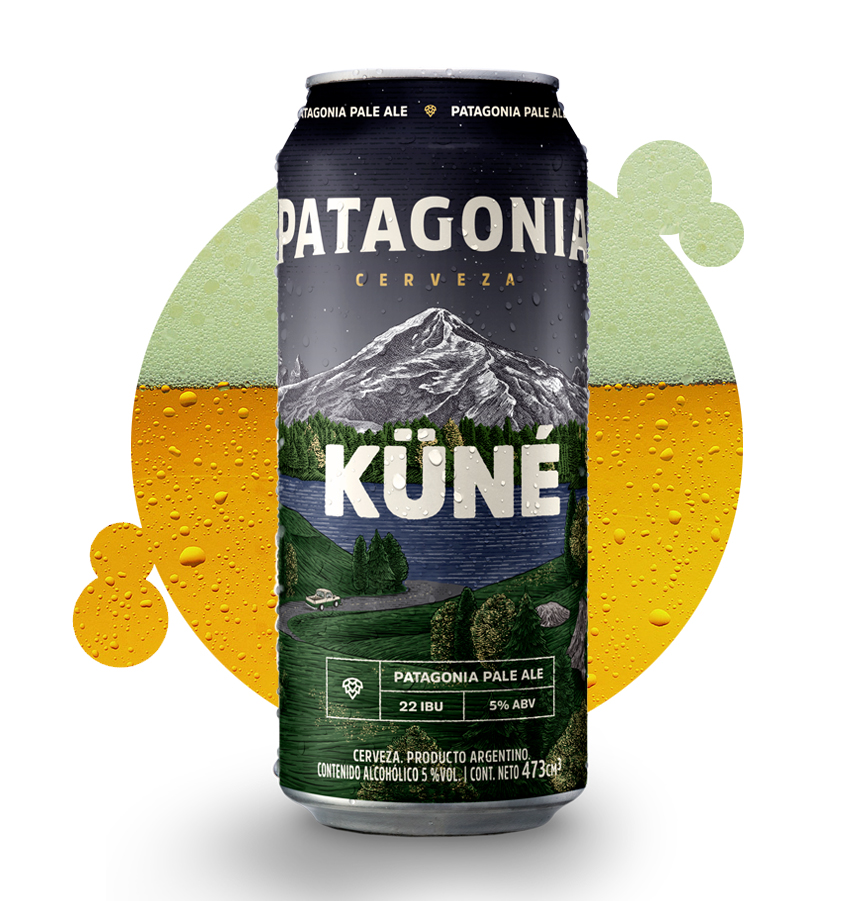 PATAGONIA PALE ALE PATAGONIA PALE ALE
PATAGONIA
CERVEZA
KÜNÉ
PATAGONIA PALE ALE
22 IBU 5% ABV
CERVEZA. PRODUCTO ARGENTINO.
CONTENIDO ALCOHÓLICO 5 %VOL. | CONT. NETO 473CM³